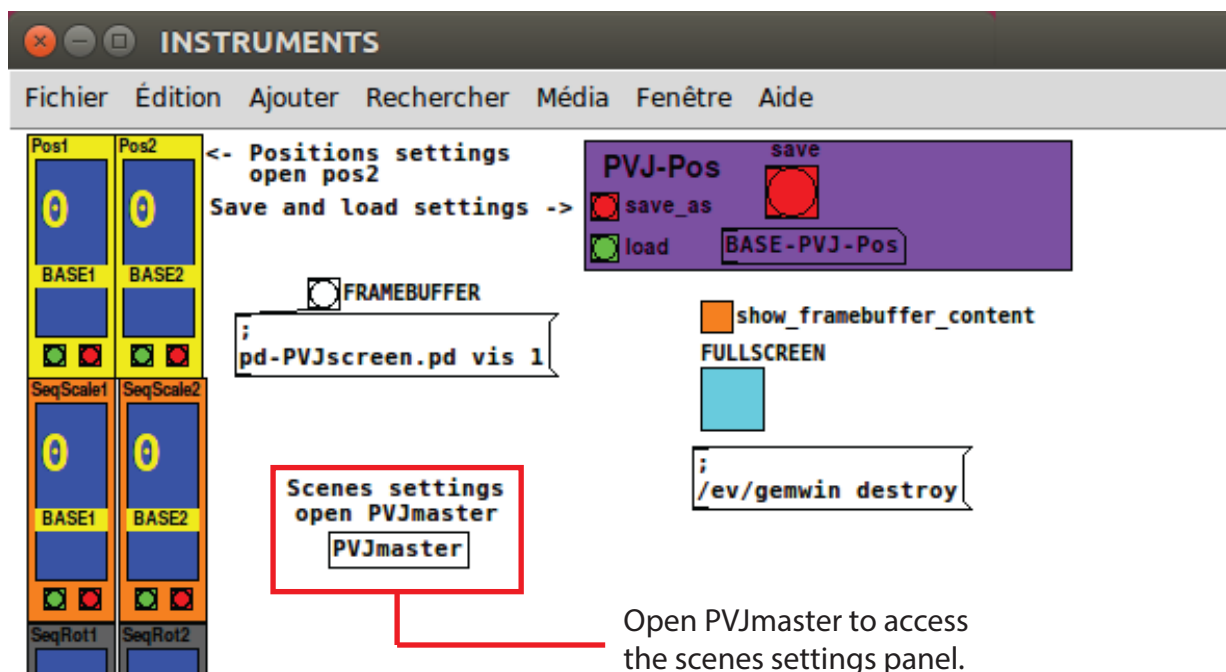 INSTRUMENTS
Fichier Édition Ajouter Rechercher Média Fenêtre Aide
Pos1 Pos2
<- Positions settings
open pos2
Save and load settings ->
0 0
BASE1 BASE2
PVJ-Pos
save
save_as
load
BASE-PVJ-Pos
FRAMEBUFFER
;
pd-PVJscreen.pd vis 1
show_framebuffer_content
FULLSCREEN
;
/ev/gemwin destroy
SeqScale1 SeqScale2
0 0
BASE1 BASE2
Scenes settings
open PVJmaster
PVJmaster
SeqRot1 SeqRot2
Open PVJmaster to access
the scenes settings panel.